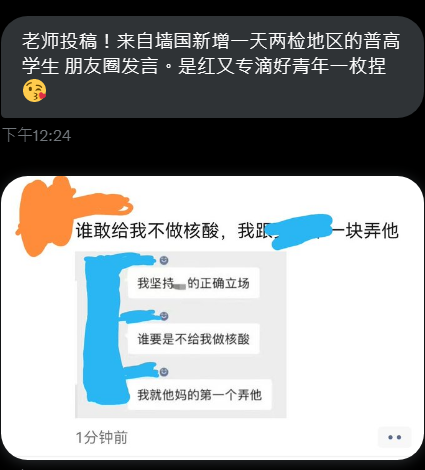 老师投稿！来自墙国新增一天两检地区的普高
学生 朋友圈发言。是红又专滴好青年一枚捏
下午12:24
谁敢给我不做核酸，我跟一块弄他
我坚持的正确立场
谁要是不给我做核酸
我就他妈的第一个弄他
1分钟前